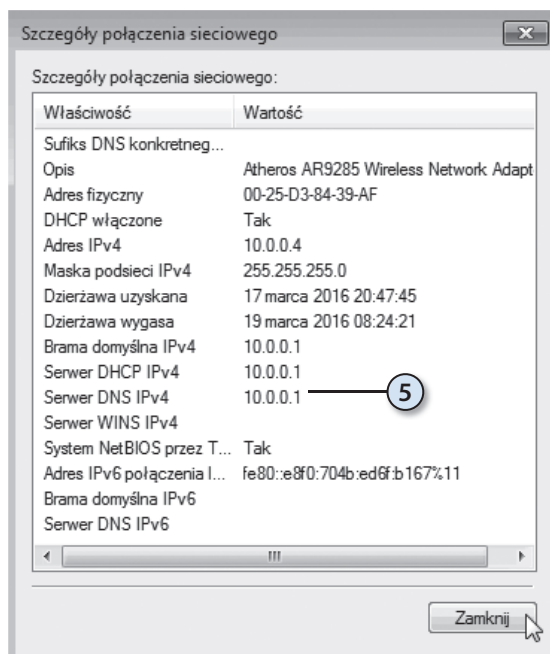 Szczegóły połączenia sieciowego
Szczegóły połączenia sieciowego:
Właściwość Wartość
Sufiks DNS konkretneg...
Opis Atheros AR9285 Wireless Network Adapt
Adres fizyczny 00-25-D3-84-39-AF
DHCP włączone Tak
Adres IPv4 10.0.0.4
Maska podsieci IPv4 255.255.255.0
Dzierżawa uzyskana 17 marca 2016 20:47:45
Dzierżawa wygasa 19 marca 2016 08:24:21
Brama domyślna IPv4 10.0.0.1
Serwer DHCP IPv4 10.0.0.1
Serwer DNS IPv4 10.0.0.1 5
Serwer WINS IPv4
System NetBIOS przez T... Tak
Adres IPv6 połączenia l... fe80::e8f0:704b:ed6f:b167%11
Brama domyślna IPv6
Serwer DNS IPv6
Zamknij